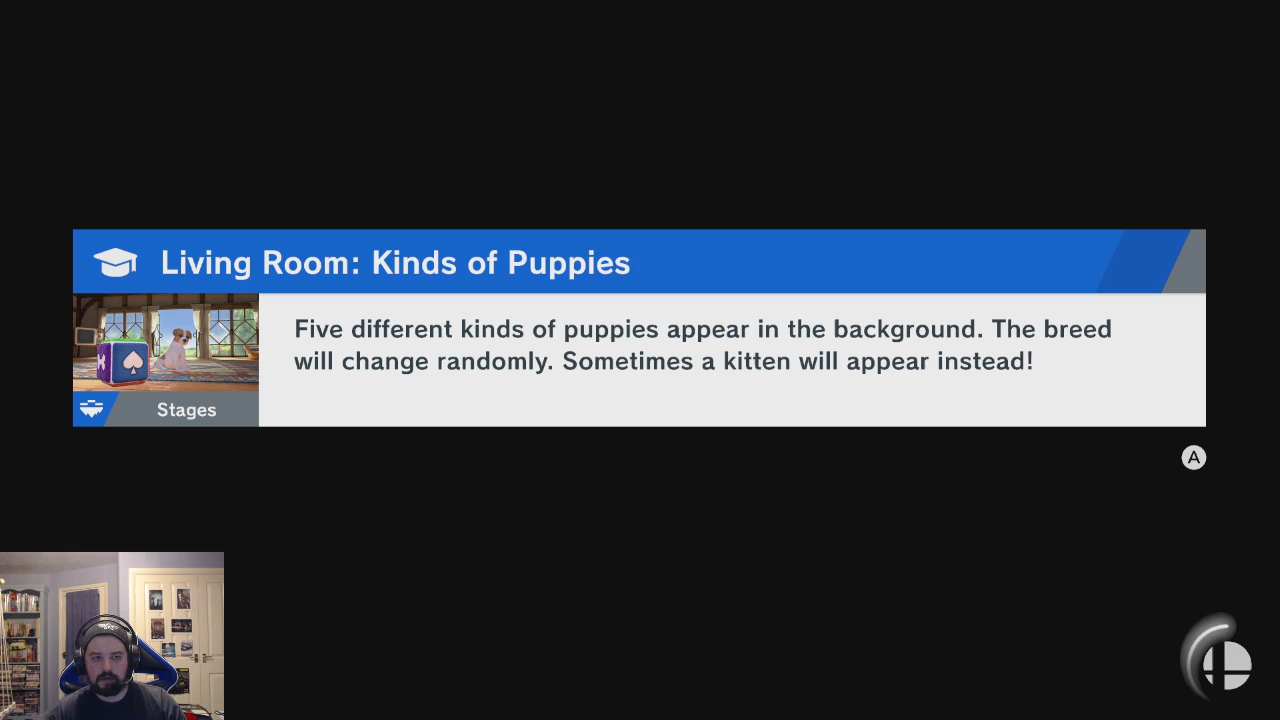 Living Room: Kinds of Puppies
Five different kinds of puppies appear in the background. The breed
will change randomly. Sometimes a kitten will appear instead!
Stages
A